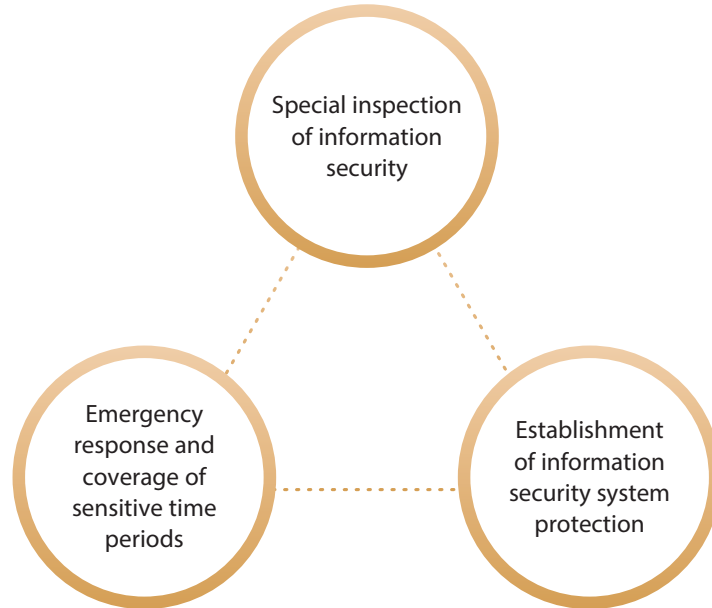 Special inspection
of information
security
Emergency
response and
coverage of
sensitive time
periods
Establishment
of information
security system
protection